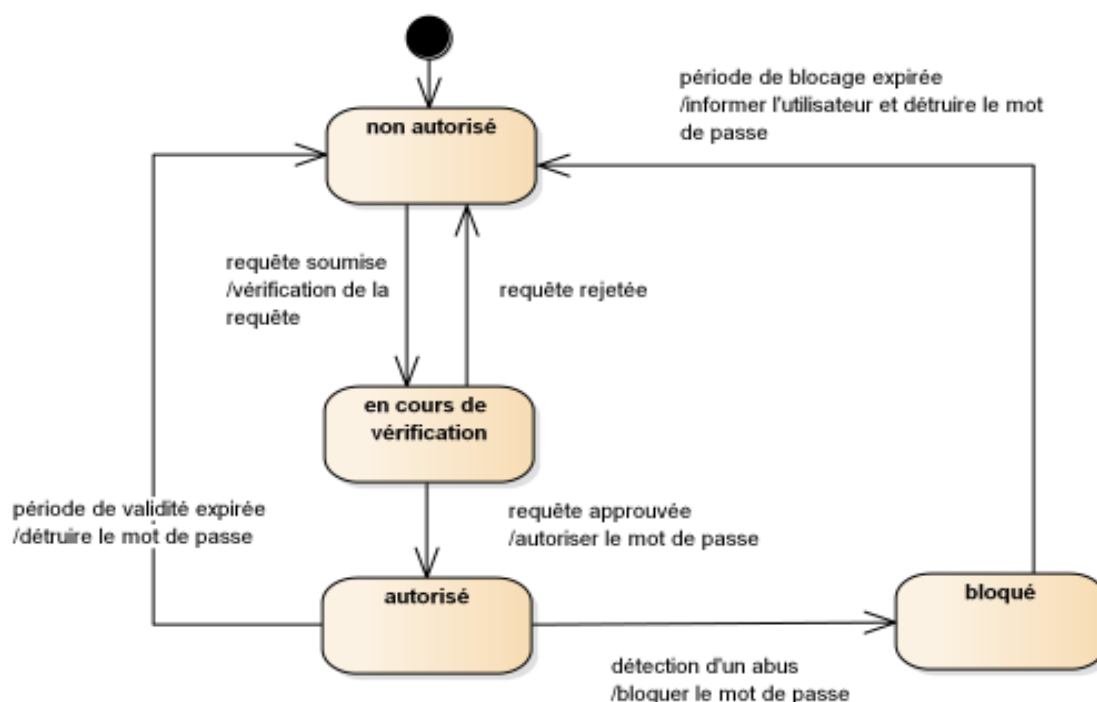 période de blocage expirée
/informer l'utilisateur et détruire le mot
de passe
non autorisé
requête soumise
/vérification de la
requête
requête rejetée
en cours de
vérification
période de validité expirée
/détruire le mot de passe
requête approuvée
/autoriser le mot de passe
autorisé
bloqué
détection d'un abus
/bloquer le mot de passe